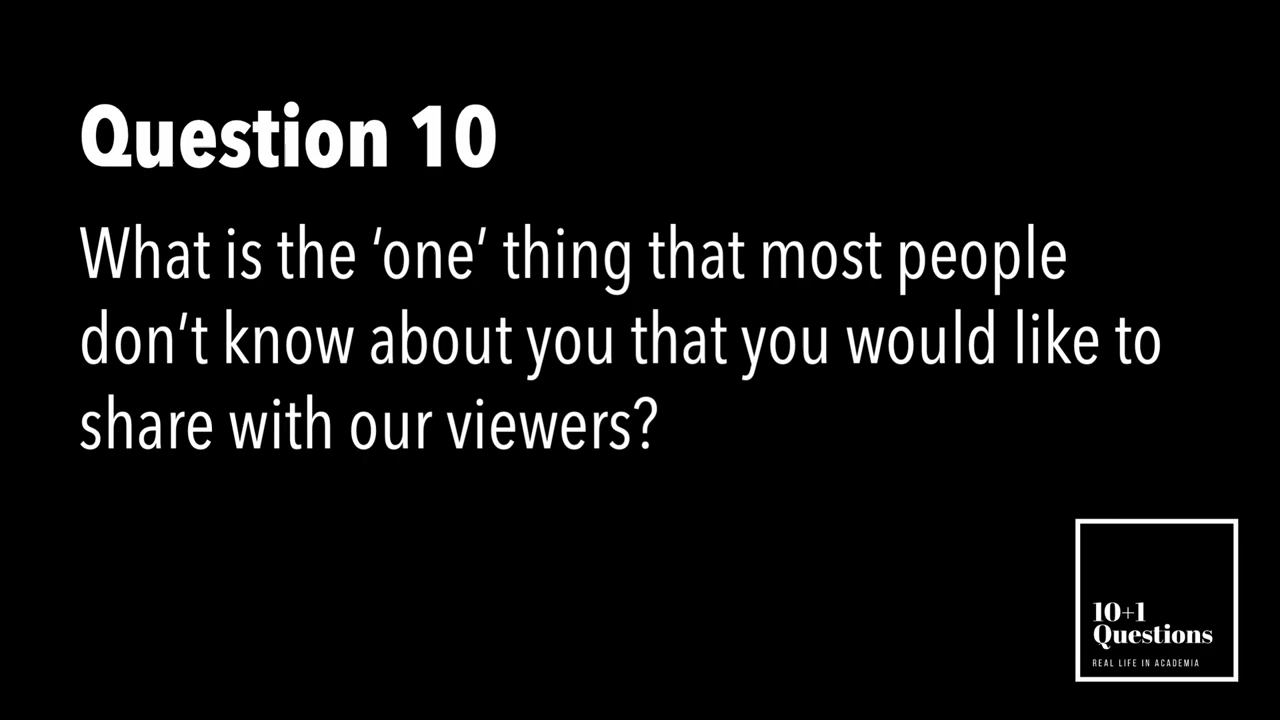 Question 10
What is the ‘one’ thing that most people
don’t know about you that you would like to
share with our viewers?
10+1
Questions
REAL LIFE IN ACADEMIA